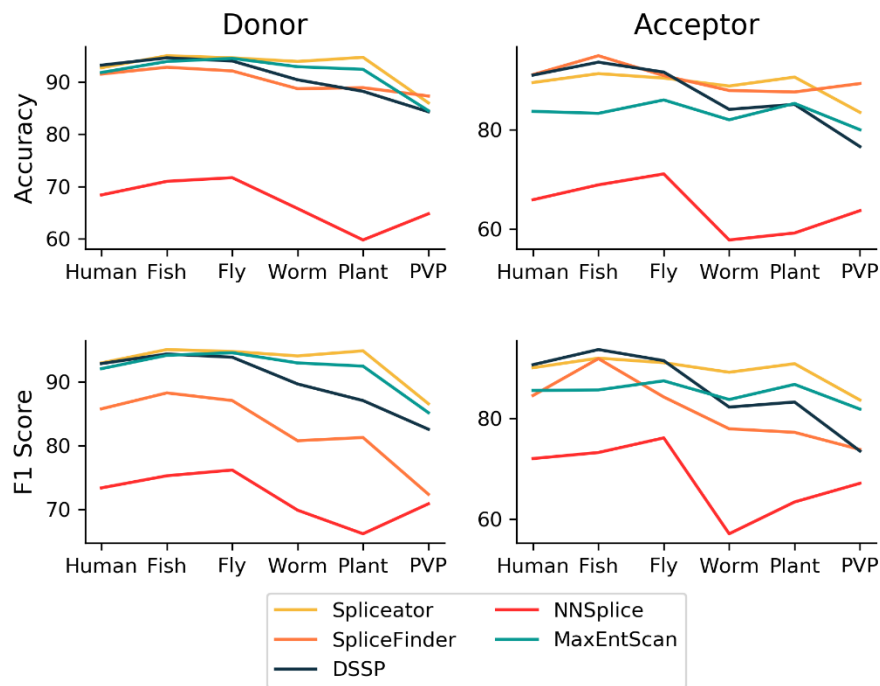 Donor
Acceptor
Accuracy
90
80
70
60
Human Fish Fly Worm Plant PVP
80
60
Human Fish Fly Worm Plant PVP
F1 Score
90
80
70
Human Fish Fly Worm Plant PVP
80
60
Human Fish Fly Worm Plant PVP
Spliceator
SpliceFinder
DSSP
NNSplice
MaxEntScan